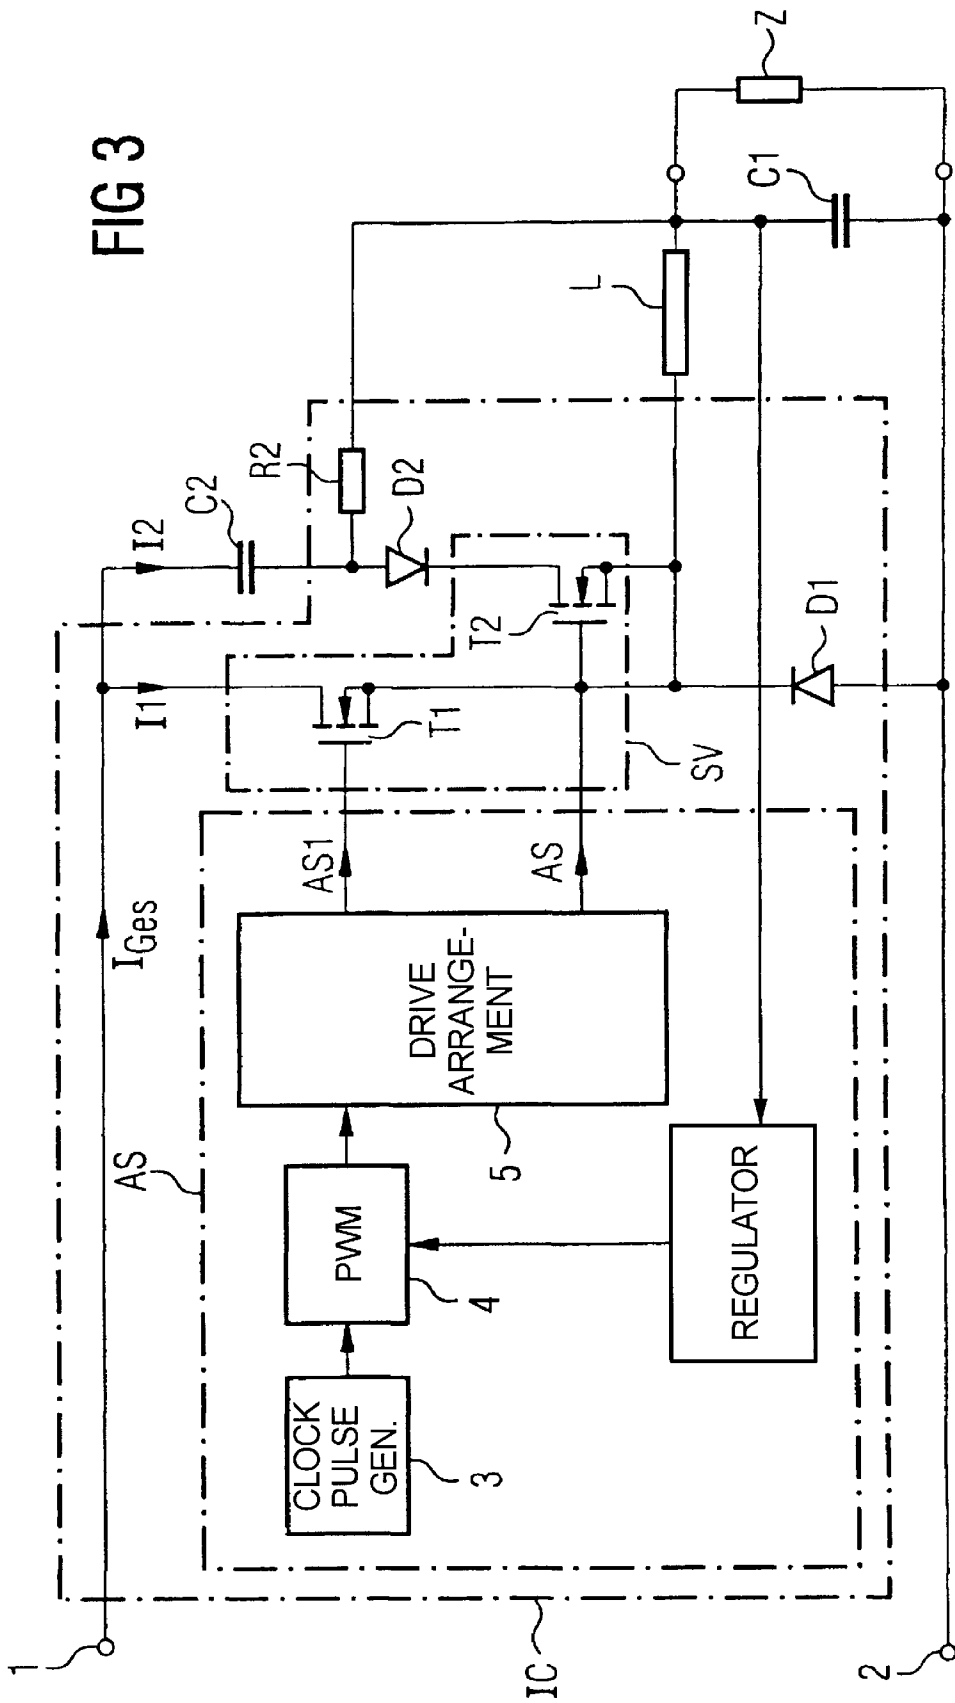 FIG 3
1
I_Ges
I1
I2
C2
R2
D2
T1
T2
SV
AS
AS1
AS
CLOCK
PULSE
GEN.
3
PWM
4
DRIVE
ARRANGE-
MENT
5
REGULATOR
L
D1
C1
Z
IC
2